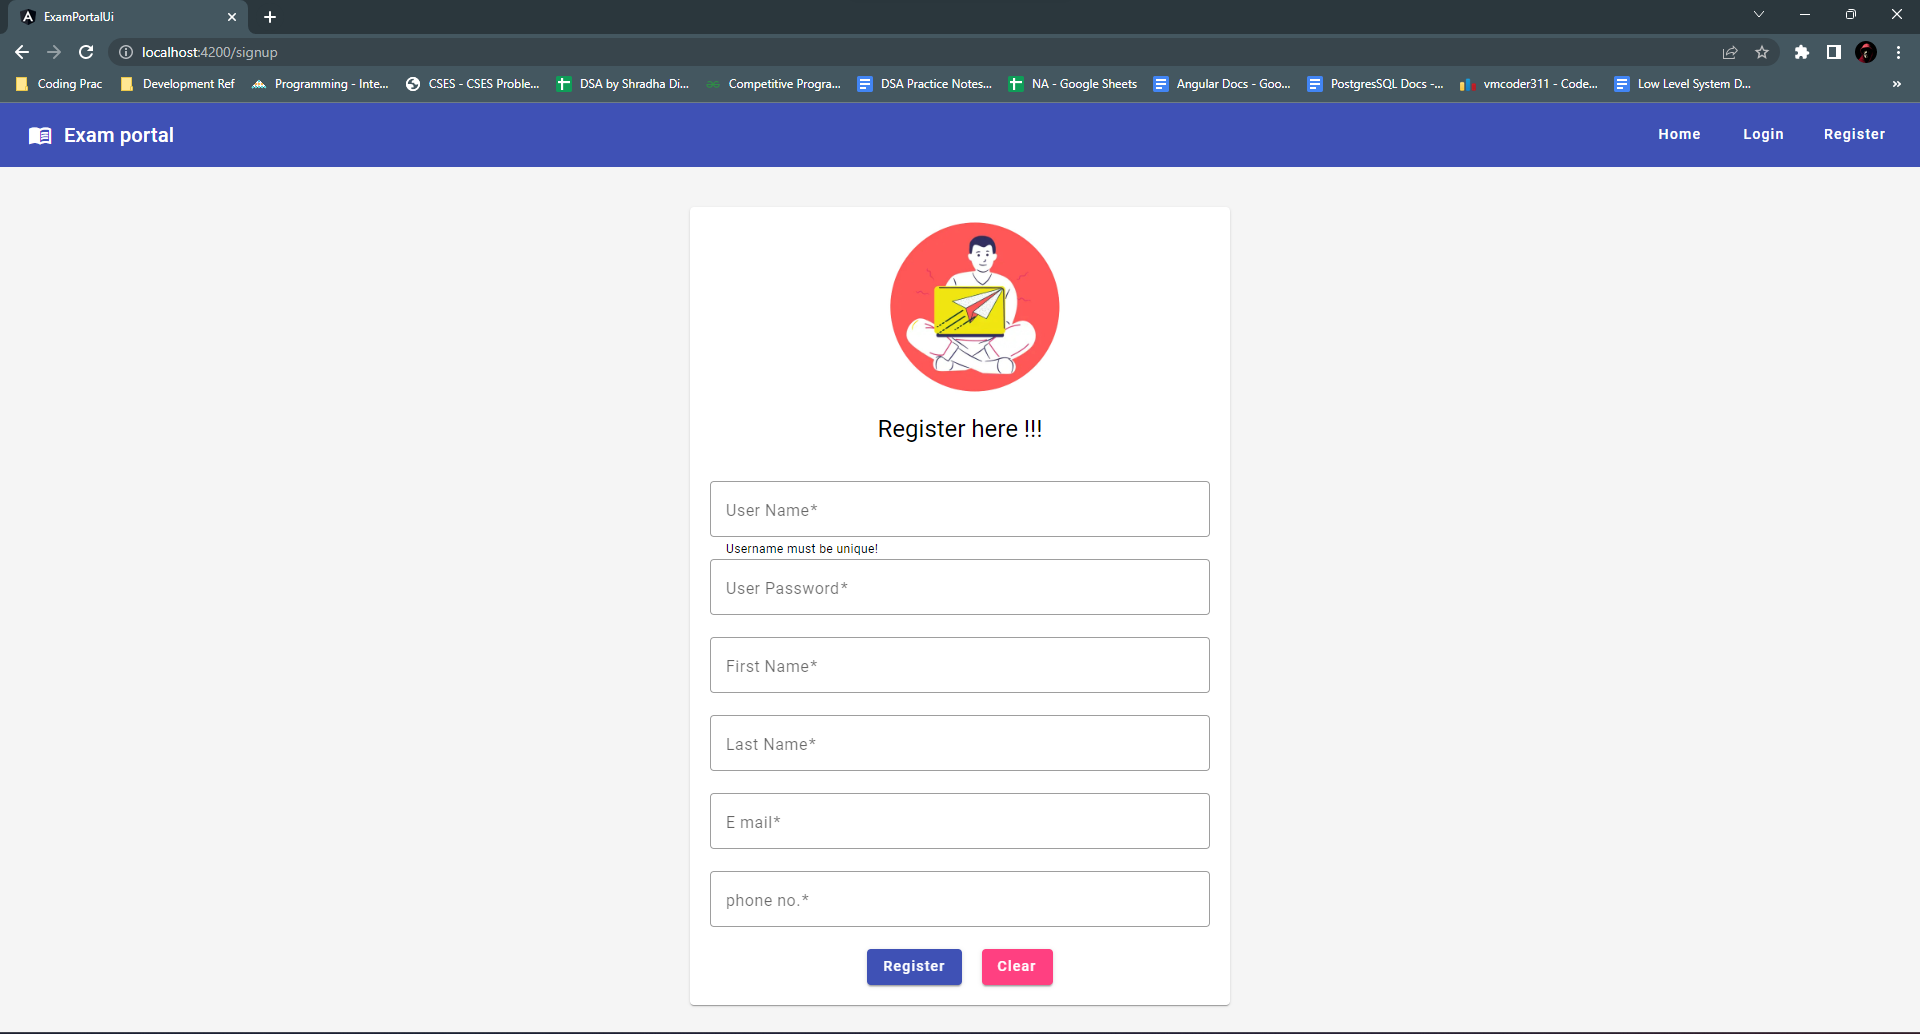 ExamPortalUi
localhost:4200/signup
Coding Prac Development Ref Programming - Inte... CSES - CSES Proble... DSA by Shradha Di... Competitive Progra... DSA Practice Notes... NA - Google Sheets Angular Docs - Goo... PostgresSQL Docs -... vmcoder311 - Code... Low Level System D... »
Exam portal Home Login Register
Register here !!!
User Name*
Username must be unique!
User Password*
First Name*
Last Name*
E mail*
phone no.*
Register Clear